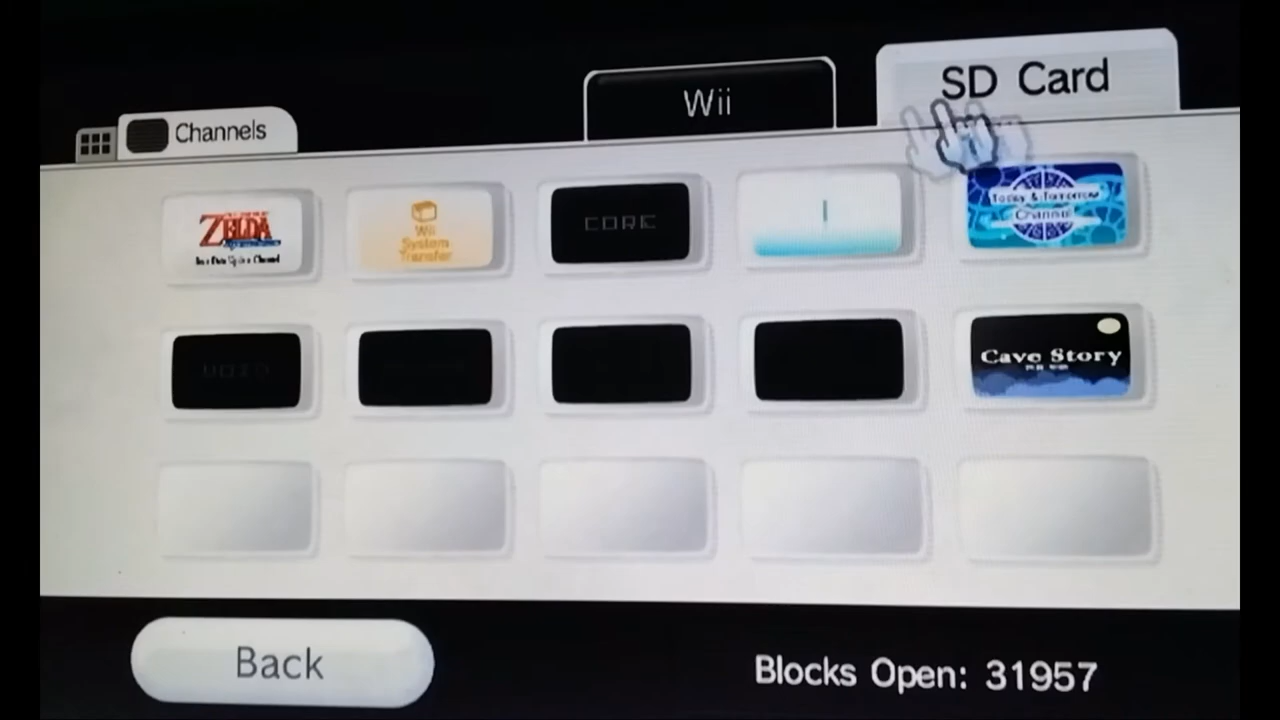 SD Card
Wii
Channels
ZELDA
Wii
System
Transfer
CORE
Today & Tomorrow
Channel
Cave Story
Back
Blocks Open: 31957